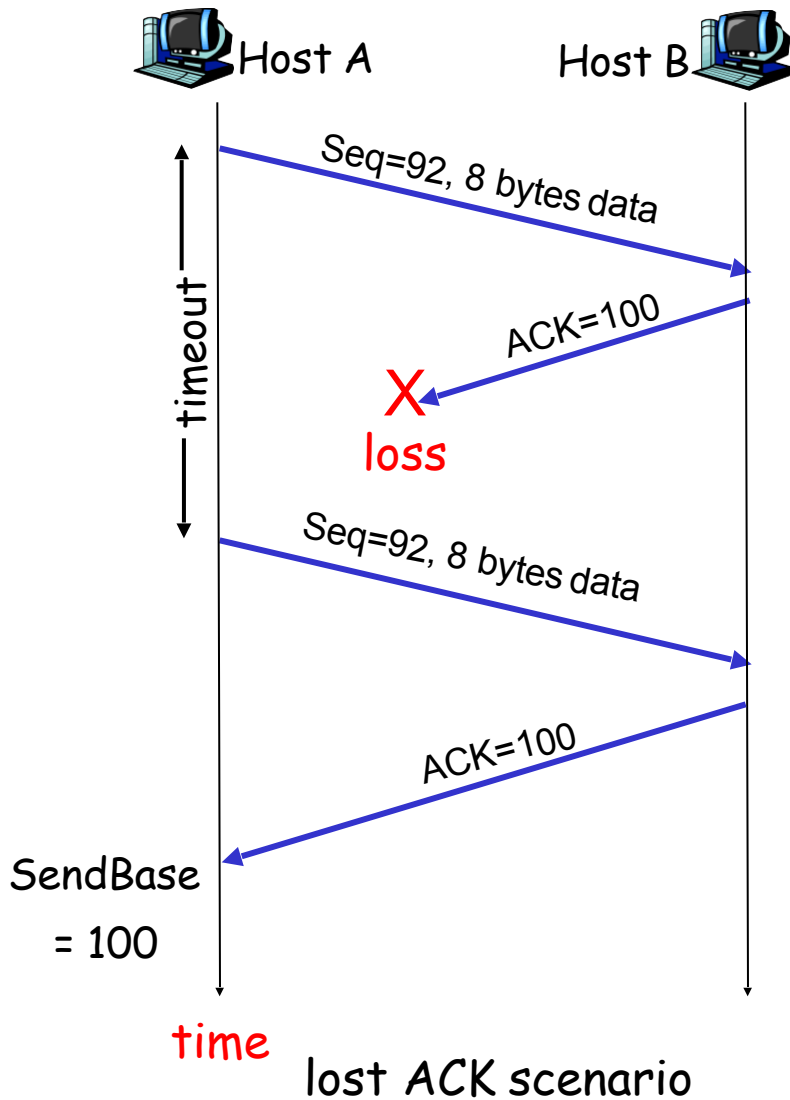 Host A
Host B
Seq=92, 8 bytes data
timeout
ACK=100
X
loss
Seq=92, 8 bytes data
ACK=100
SendBase
= 100
time
lost ACK scenario